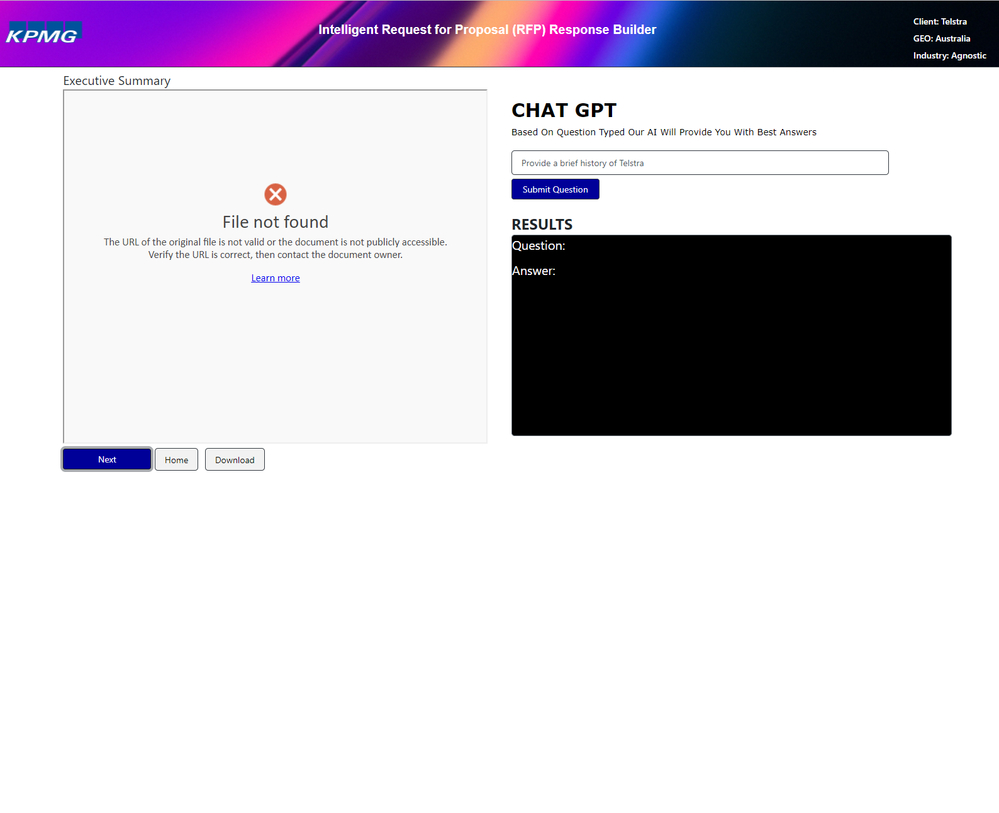 KPMG
Intelligent Request for Proposal (RFP) Response Builder
Client: Telstra
GEO: Australia
Industry: Agnostic
Executive Summary
File not found
The URL of the original file is not valid or the document is not publicly accessible.
Verify the URL is correct, then contact the document owner.
Learn more
Next
Home
Download
CHAT GPT
Based On Question Typed Our AI Will Provide You With Best Answers
Provide a brief history of Telstra
Submit Question
RESULTS
Question:
Answer: